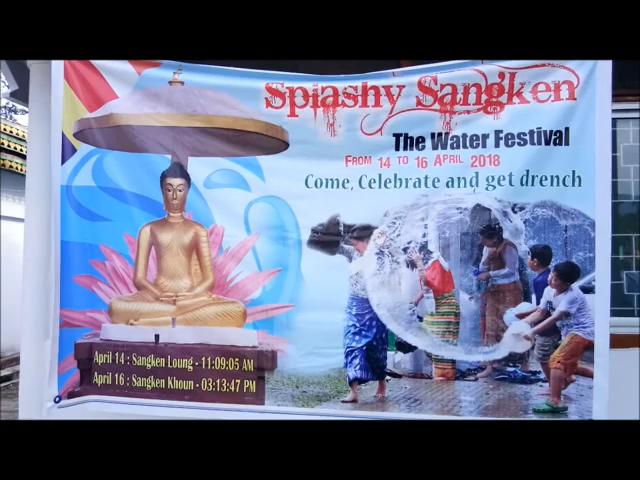 Splashy Sangken
The Water Festival
From 14 to 16 April 2018
Come, Celebrate and get drench
April 14 : Sangken Loung - 11:09:05 AM
April 16 : Sangken Khoun - 03:13:47 PM